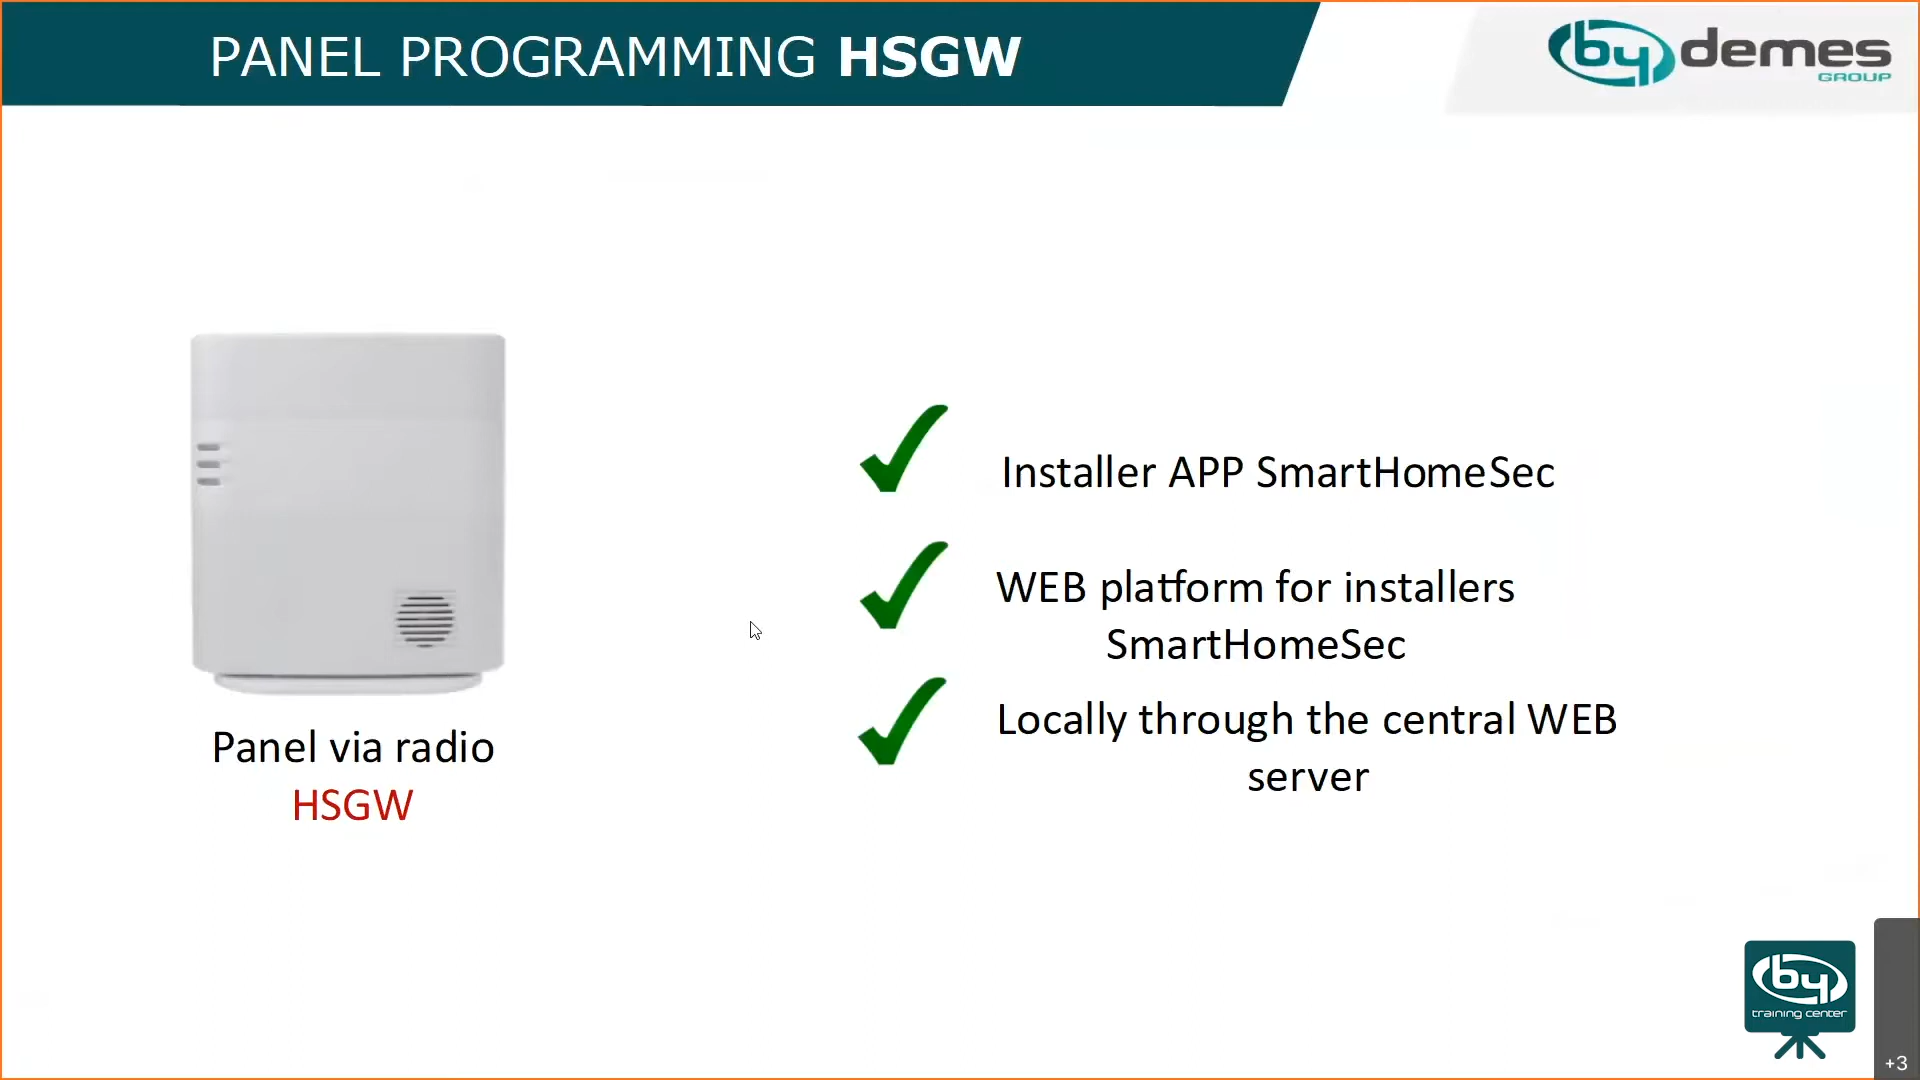 PANEL PROGRAMMING HSGW
by demes
GROUP
Installer APP SmartHomeSec
WEB platform for installers
SmartHomeSec
Locally through the central WEB
server
Panel via radio
HSGW
by
training center
+3